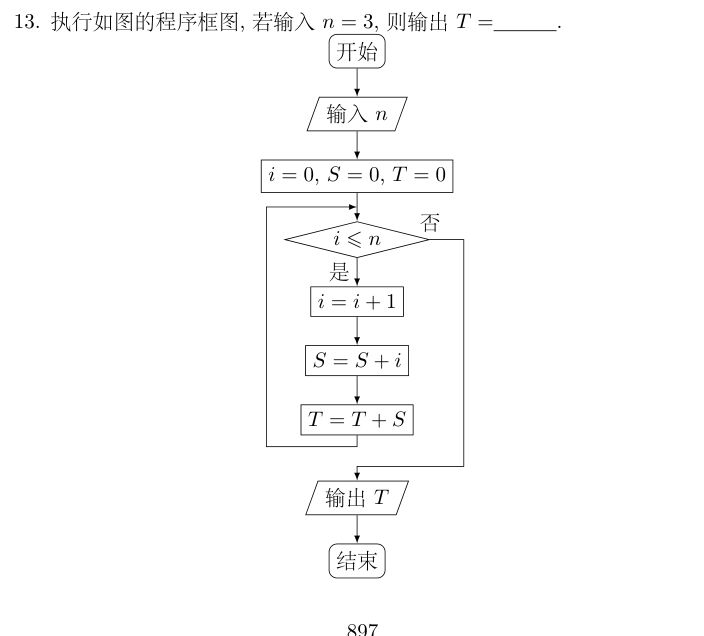 13. 执行如图的程序框图, 若输入 n = 3, 则输出 T =______.
开始
输入 n
i = 0, S = 0, T = 0
否
i ⩽ n
是
i = i + 1
S = S + i
T = T + S
输出 T
结束
897